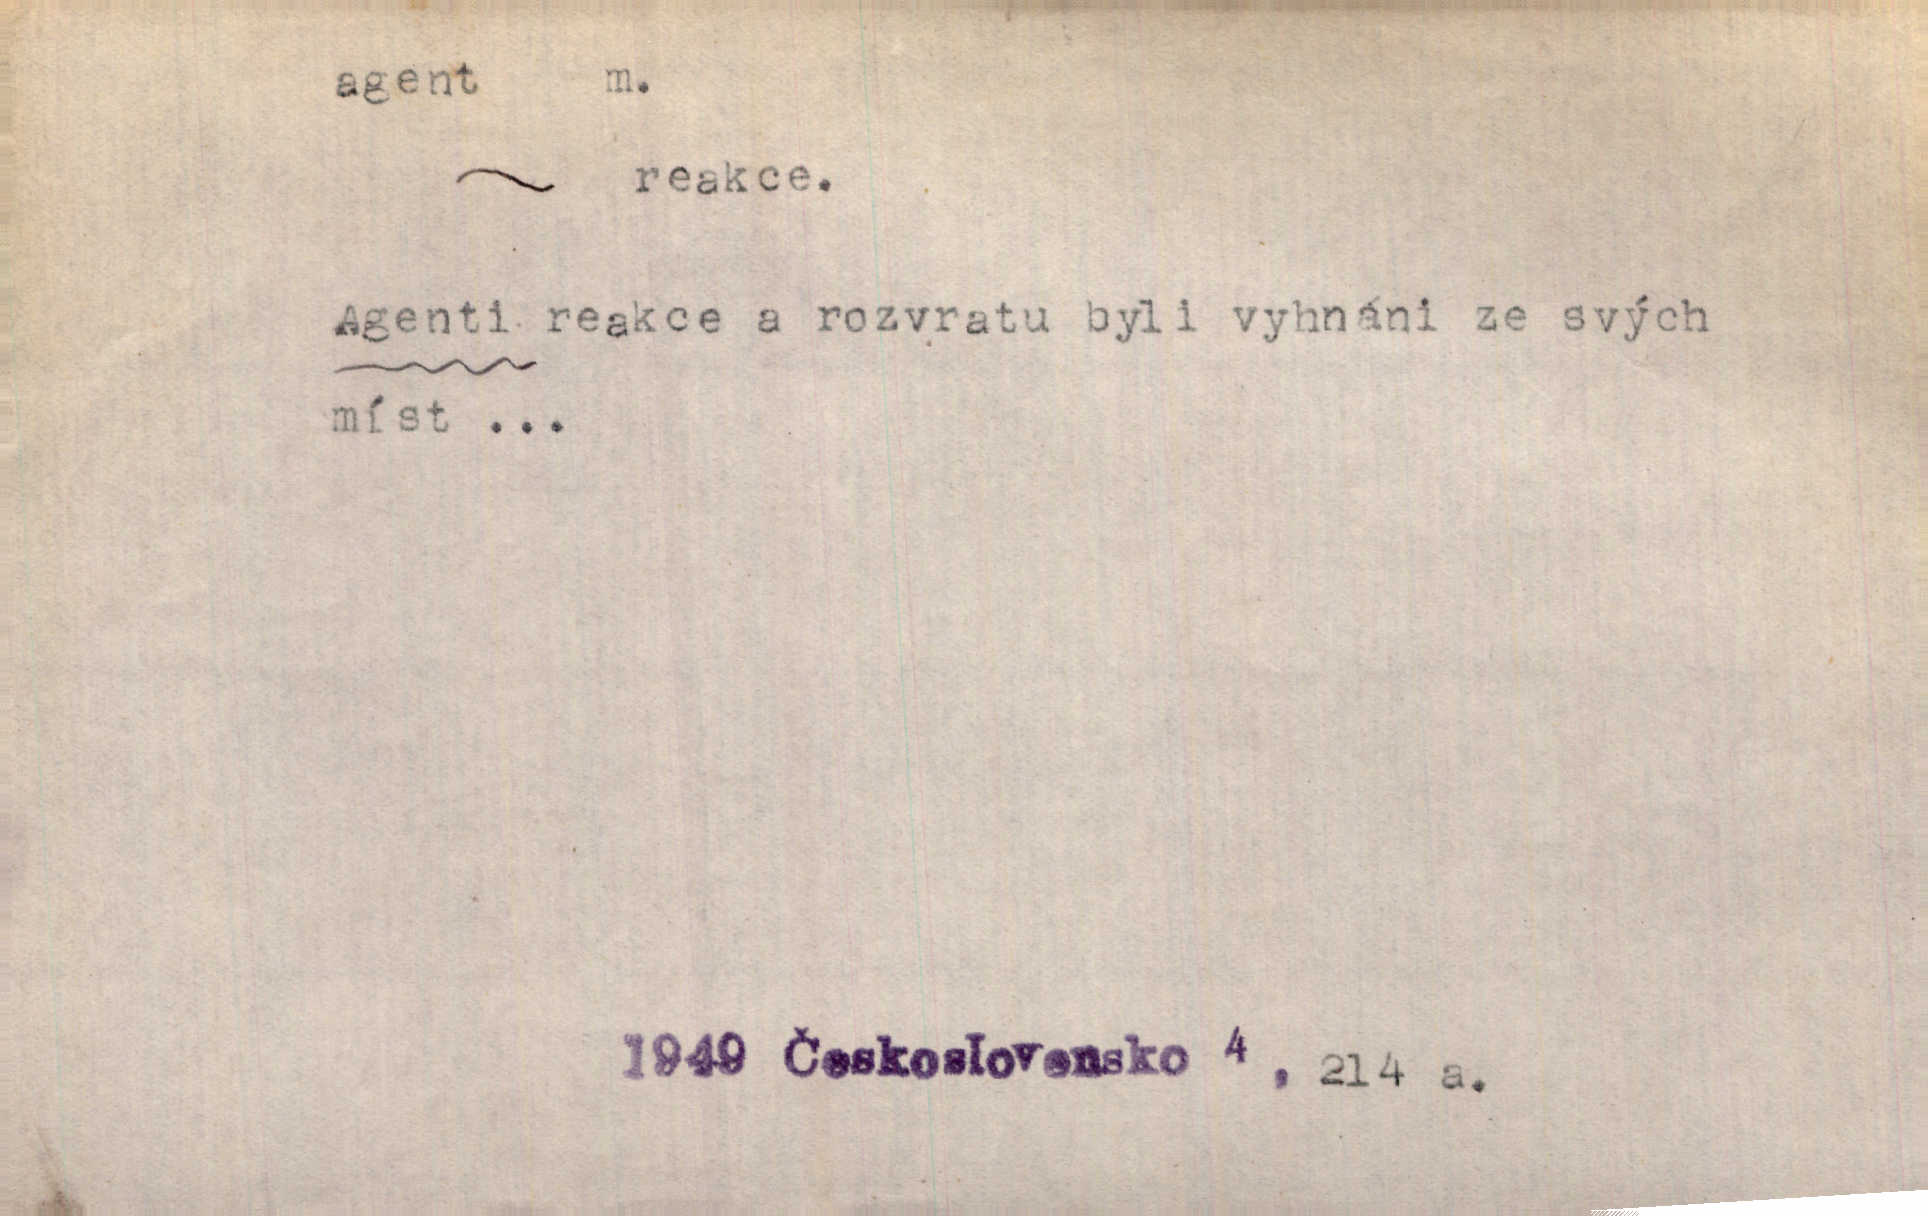 agent m.
~ reakce.
Agenti reakce a rozvratu byli vyhnáni ze svých
míst ...
1949 Československo 4, 214 a.